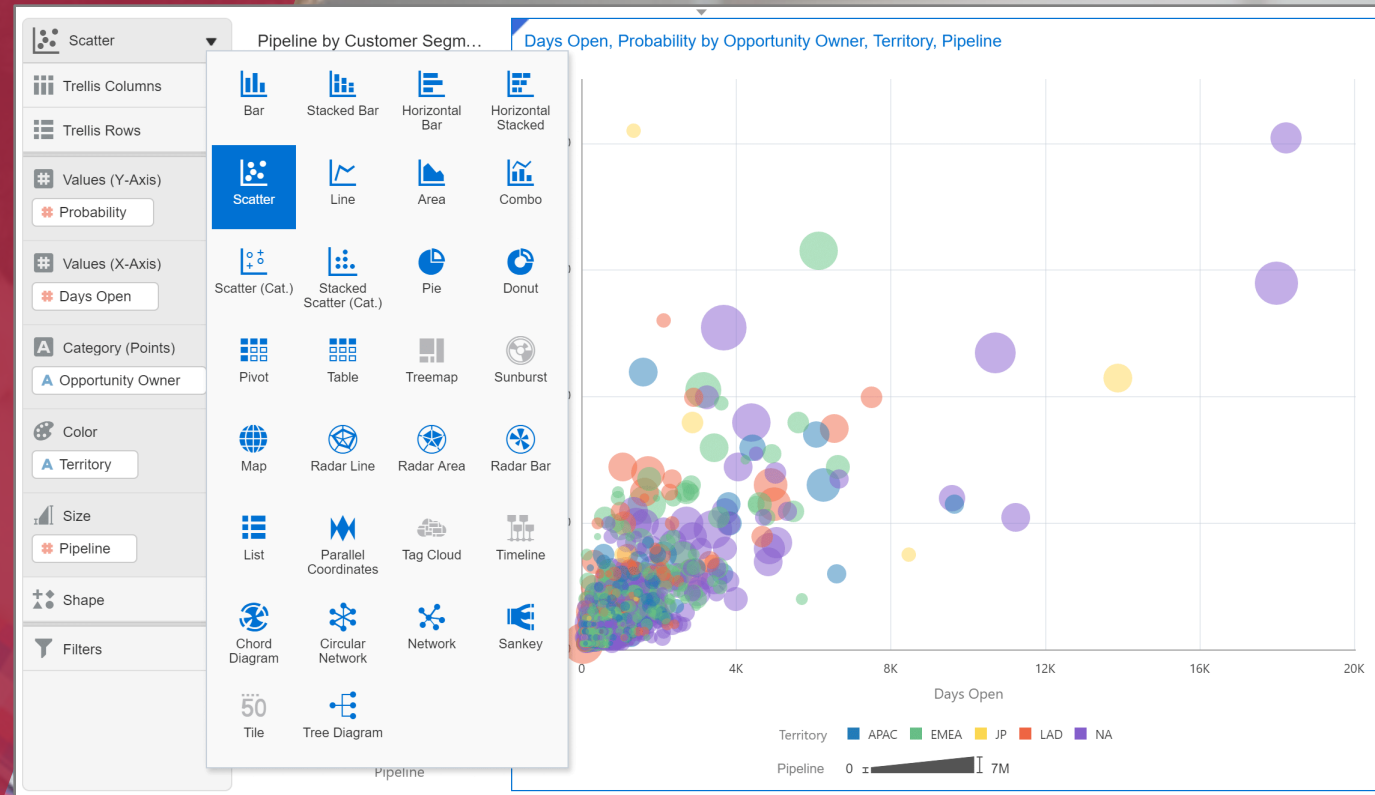 Scatter
Trellis Columns
Trellis Rows
Values (Y-Axis)
Probability
Values (X-Axis)
Days Open
Category (Points)
Opportunity Owner
Color
Territory
Size
Pipeline
Shape
Filters
Pipeline by Customer Segm...
Bar
Stacked Bar
Horizontal
Bar
Horizontal
Stacked
Scatter
Line
Area
Combo
Scatter (Cat.)
Stacked
Scatter (Cat.)
Pie
Donut
Pivot
Table
Treemap
Sunburst
Map
Radar Line
Radar Area
Radar Bar
List
Parallel
Coordinates
Tag Cloud
Timeline
Chord
Diagram
Circular
Network
Network
Sankey
50
Tile
Tree Diagram
Pipeline
Days Open, Probability by Opportunity Owner, Territory, Pipeline
0 4K 8K 12K 16K 20K
Days Open
Territory APAC EMEA JP LAD NA
Pipeline 0 7M